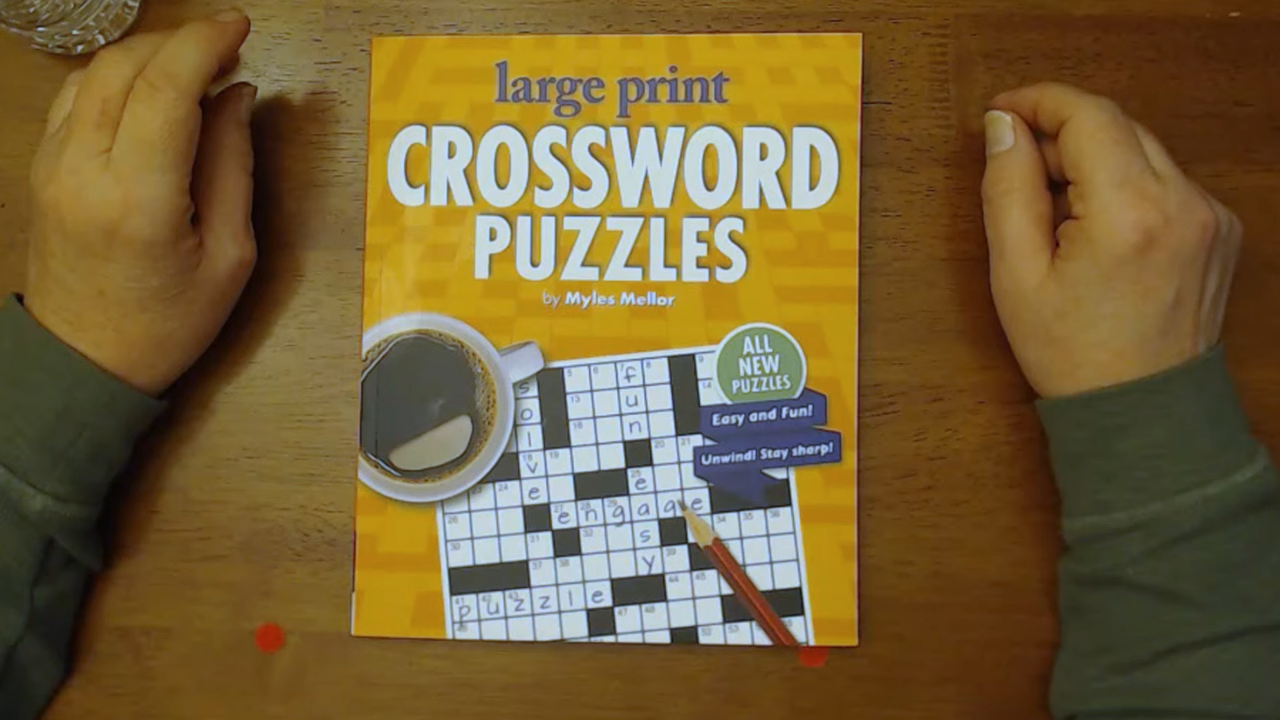 large print
CROSSWORD
PUZZLES
by Myles Mellor
ALL
NEW
PUZZLES
Easy and Fun!
Unwind! Stay sharp!
solve
fun
easy
engage
puzzle